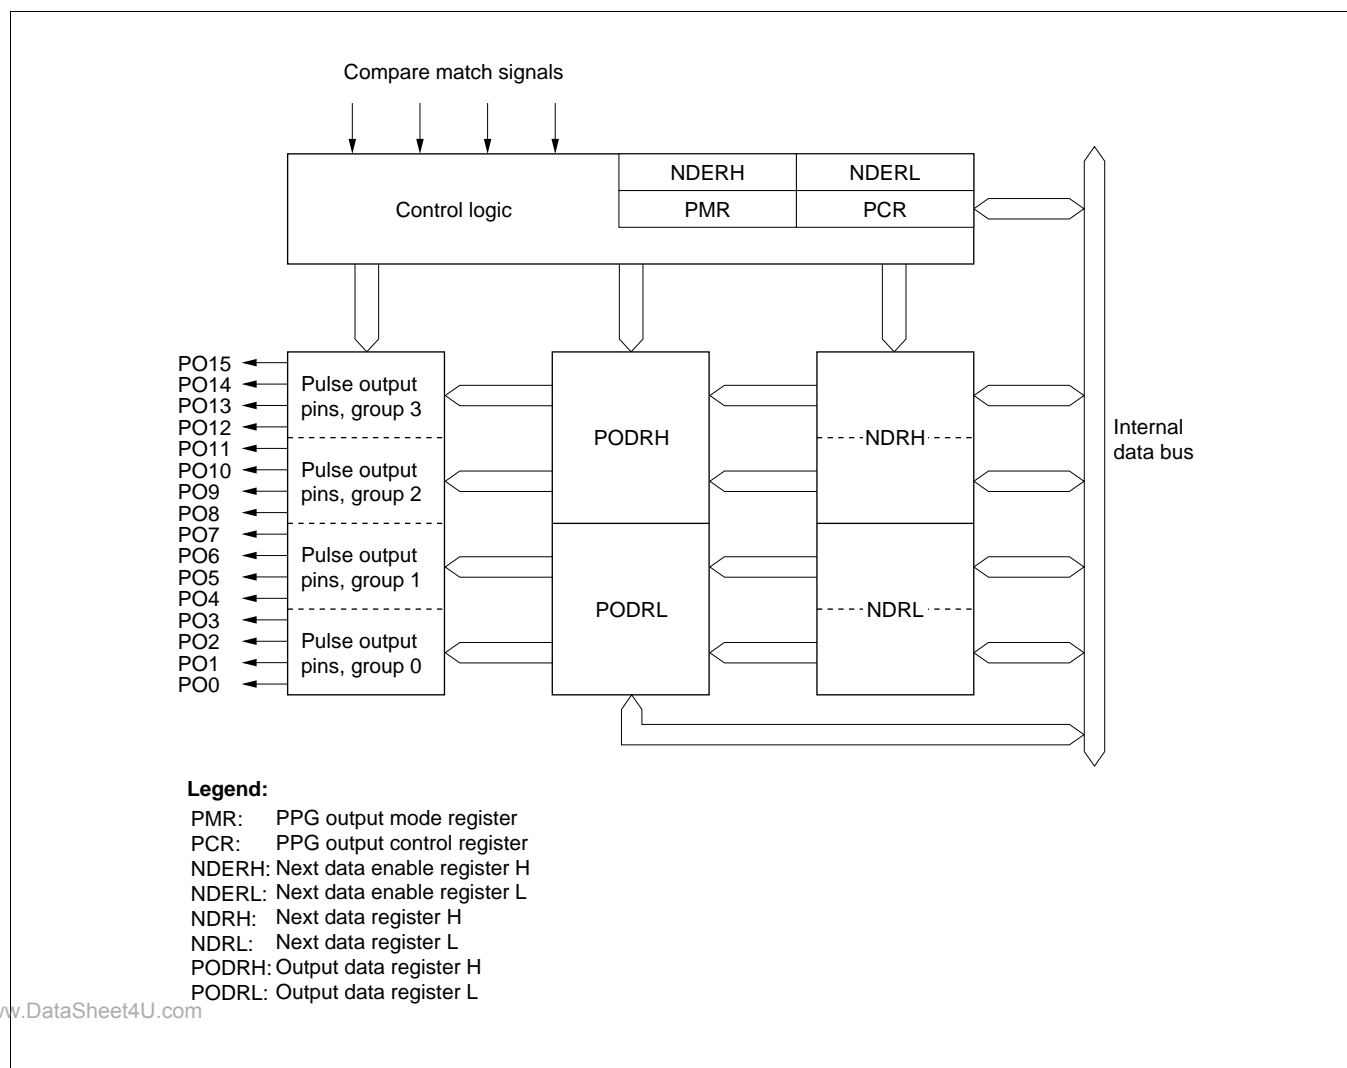 Compare match signals
NDERH NDERL
Control logic PMR PCR
PO15
PO14
PO13
PO12
PO11
PO10
PO9
PO8
PO7
PO6
PO5
PO4
PO3
PO2
PO1
PO0
Pulse output
pins, group 3
Pulse output
pins, group 2
Pulse output
pins, group 1
Pulse output
pins, group 0
PODRH
PODRL
NDRH
NDRL
Internal
data bus
Legend:
PMR: PPG output mode register
PCR: PPG output control register
NDERH: Next data enable register H
NDERL: Next data enable register L
NDRH: Next data register H
NDRL: Next data register L
PODRH: Output data register H
PODRL: Output data register L
w.DataSheet4U.com